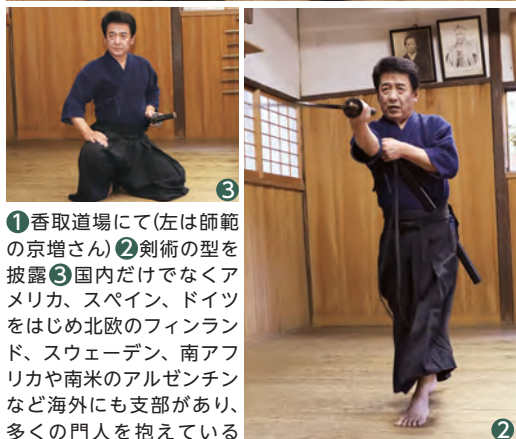 3
❶香取道場にて(左は師範
の京増さん)❷剣術の型を
披露❸国内だけでなくア
メリカ、スペイン、ドイツ
をはじめ北欧のフィンラン
ド、スウェーデン、南アフ
リカや南米のアルゼンチン
など海外にも支部があり、
多くの門人を抱えている
2